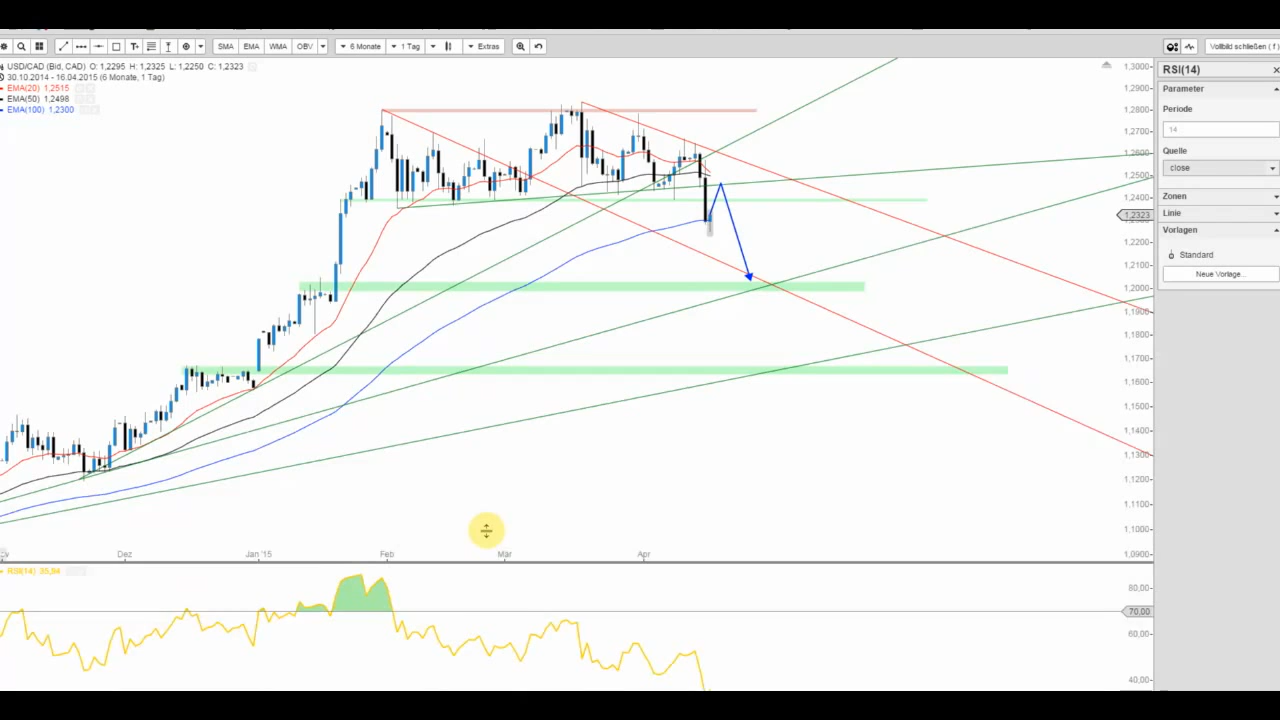 SMA EMA WMA OBV 6 Monate 1 Tag Extras Vollbild schließen ( f )
USD/CAD (Bid, CAD) O: 1,2295 H: 1,2325 L: 1,2250 C: 1,2323
30.10.2014 - 16.04.2015 (6 Monate, 1 Tag)
EMA(20) 1,2515
EMA(50) 1,2498
EMA(100) 1,2300
1,3000
1,2900
1,2800
1,2700
1,2600
1,2500
1,2400
1,2323
1,2200
1,2100
1,2000
1,1900
1,1800
1,1700
1,1600
1,1500
1,1400
1,1300
1,1200
1,1100
1,1000
1,0900
Dez Jan '15 Feb Mär Apr
RSI(14)
80,00
70,00
60,00
40,00
RSI(14)
Parameter
Periode
14
Quelle
close
Zonen
Linie
Vorlagen
Standard
Neue Vorlage...